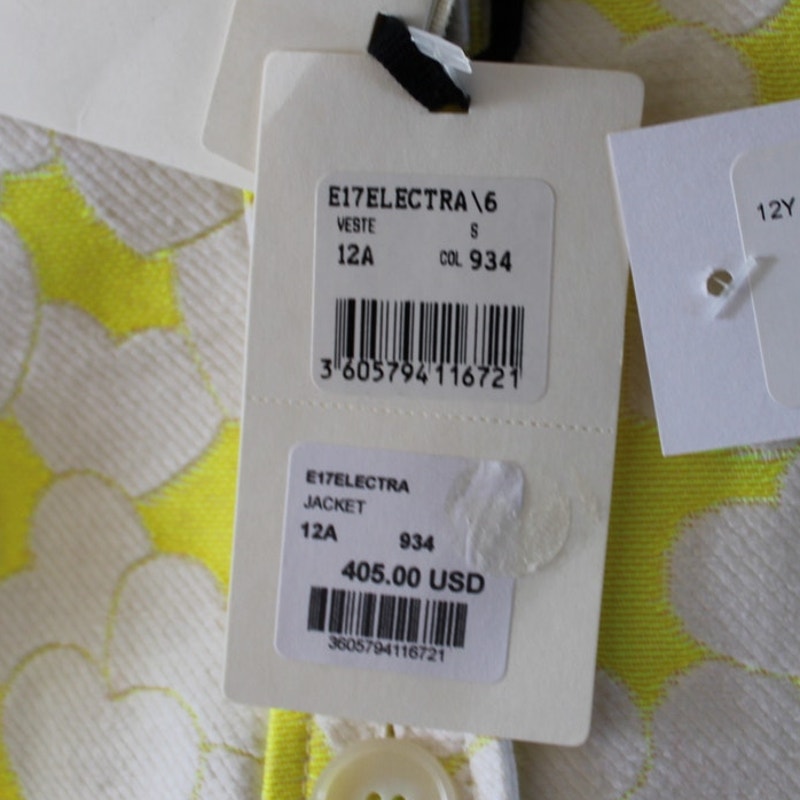 E17ELECTRA\6
VESTE S
12A COL 934
3 605794 116721
E17ELECTRA
JACKET
12A 934
405.00 USD
3605794116721
12Y